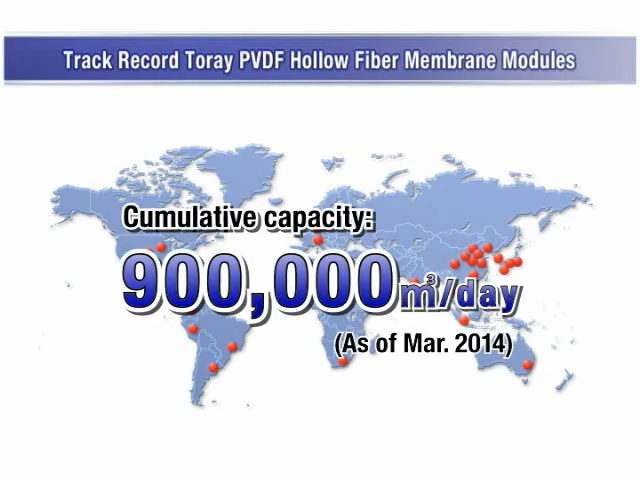 Track Record Toray PVDF Hollow Fiber Membrane Modules
Cumulative capacity:
900,000m³/day
(As of Mar. 2014)